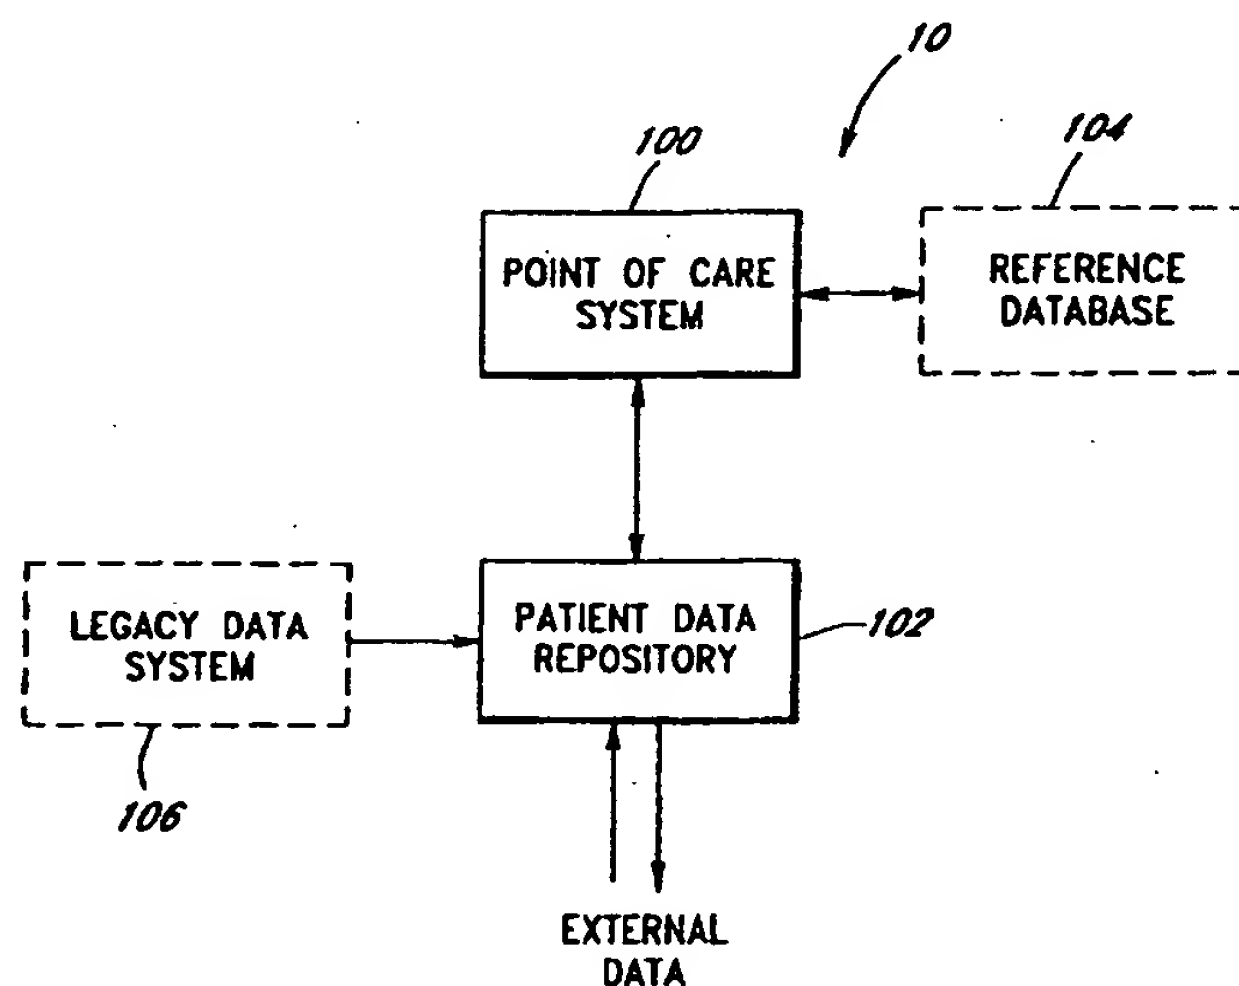 10
100
104
POINT OF CARE
SYSTEM
REFERENCE
DATABASE
LEGACY DATA
SYSTEM
PATIENT DATA
REPOSITORY
102
106
EXTERNAL
DATA